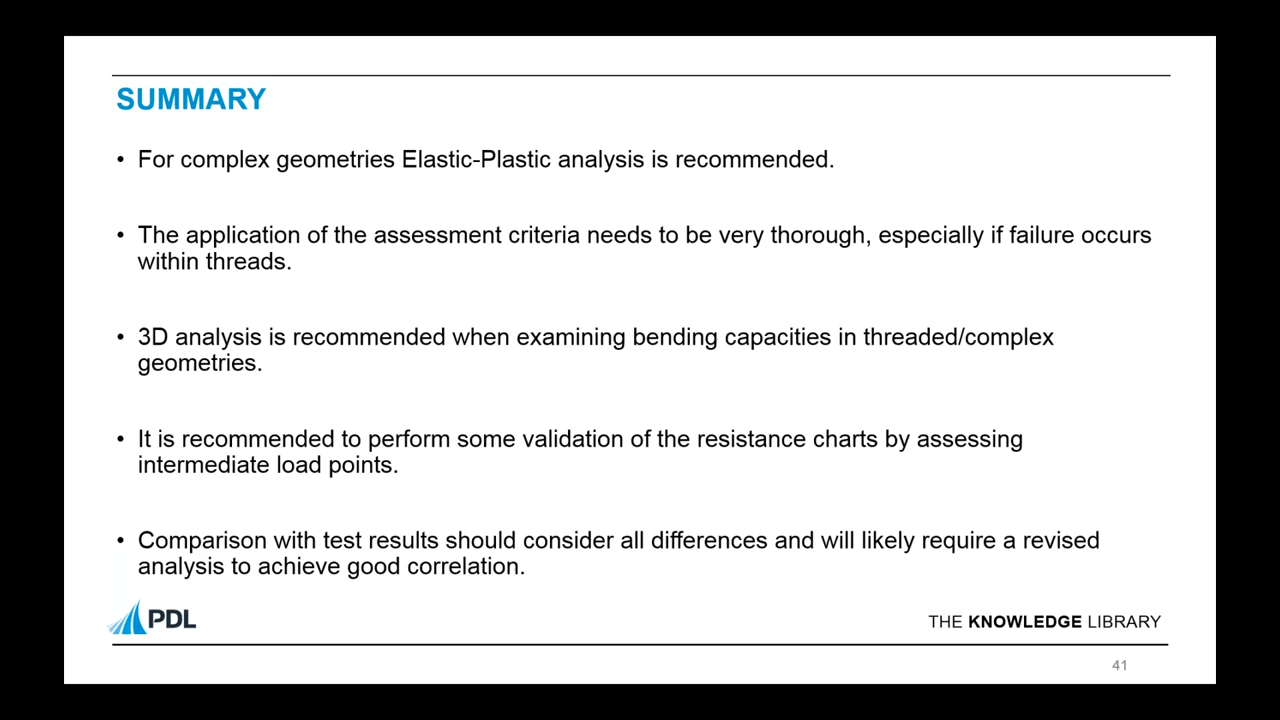 SUMMARY
• For complex geometries Elastic-Plastic analysis is recommended.
• The application of the assessment criteria needs to be very thorough, especially if failure occurs
within threads.
• 3D analysis is recommended when examining bending capacities in threaded/complex
geometries.
• It is recommended to perform some validation of the resistance charts by assessing
intermediate load points.
• Comparison with test results should consider all differences and will likely require a revised
analysis to achieve good correlation.
PDL
THE KNOWLEDGE LIBRARY
41